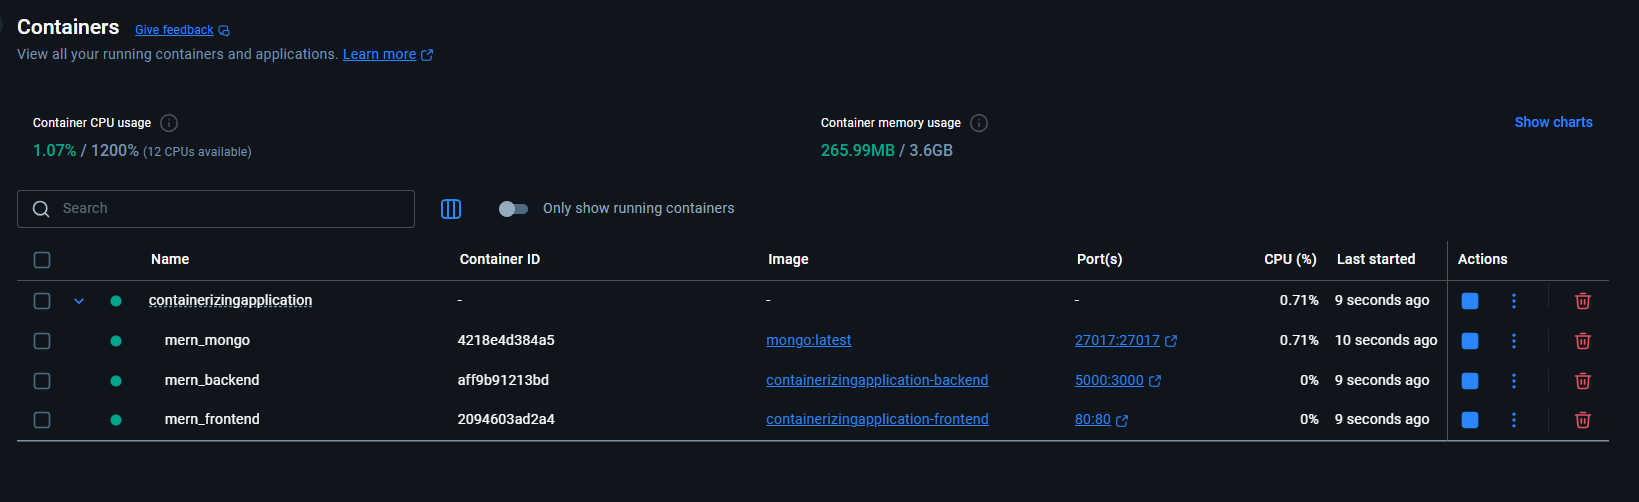 Containers Give feedback
View all your running containers and applications. Learn more
Container CPU usage Container memory usage Show charts
1.07% / 1200% (12 CPUs available) 265.99MB / 3.6GB
Search Only show running containers
Name Container ID Image Port(s) CPU (%) Last started Actions
containerizingapplication - - - 0.71% 9 seconds ago
mern_mongo 4218e4d384a5 mongo:latest 27017:27017 0.71% 10 seconds ago
mern_backend aff9b91213bd containerizingapplication-backend 5000:3000 0% 9 seconds ago
mern_frontend 2094603ad2a4 containerizingapplication-frontend 80:80 0% 9 seconds ago